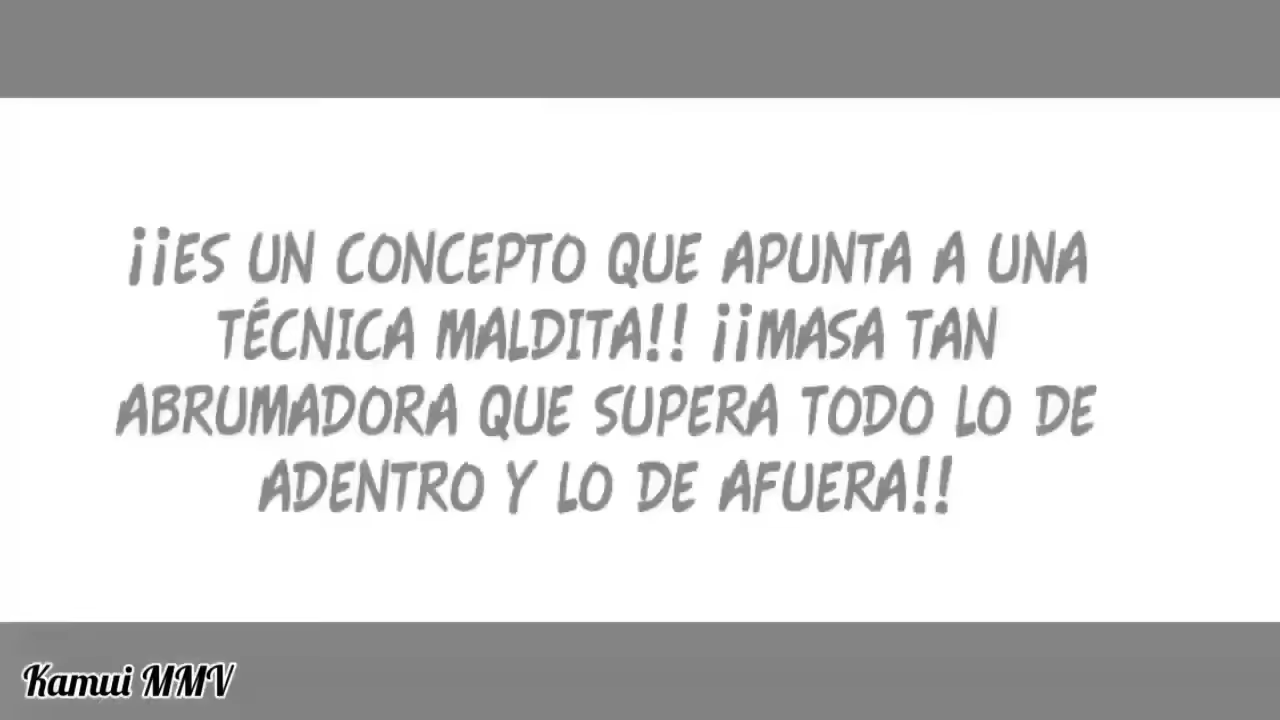 ¡¡ES UN CONCEPTO QUE APUNTA A UNA
TÉCNICA MALDITA!! ¡¡MASA TAN
ABRUMADORA QUE SUPERA TODO LO DE
ADENTRO Y LO DE AFUERA!!
Kamui MMV